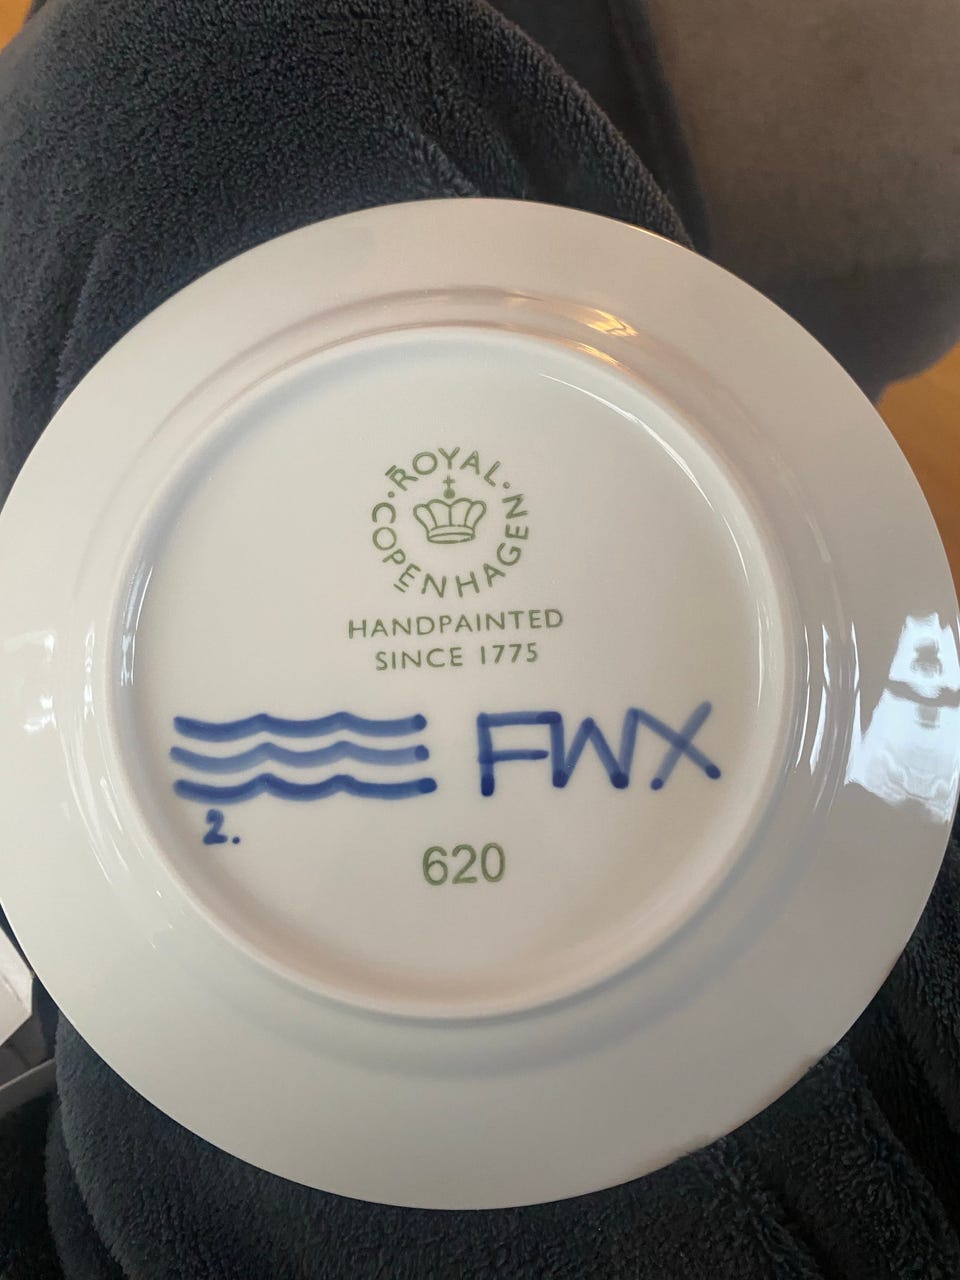 ROYAL · COPENHAGEN ·
HANDPAINTED
SINCE 1775
FWX
2.
620